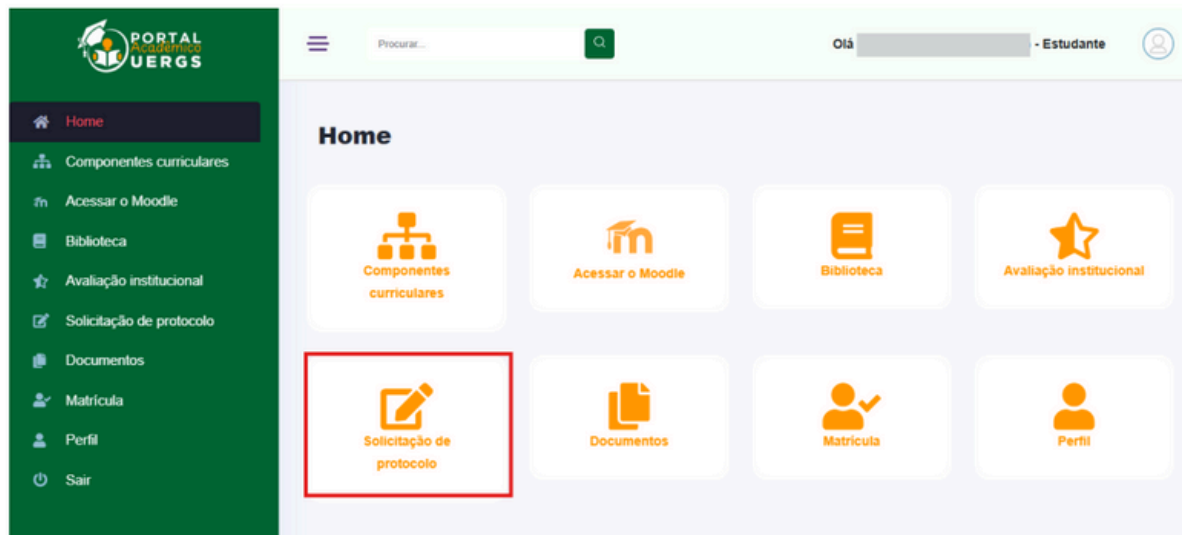 PORTAL
Acadêmico
UERGS
Procurar...
Olá - Estudante
Home
Componentes curriculares
Acessar o Moodle
Biblioteca
Avaliação institucional
Solicitação de protocolo
Documentos
Matrícula
Perfil
Sair
Home
Componentes
curriculares
Acessar o Moodle
Biblioteca
Avaliação institucional
Solicitação de
protocolo
Documentos
Matrícula
Perfil